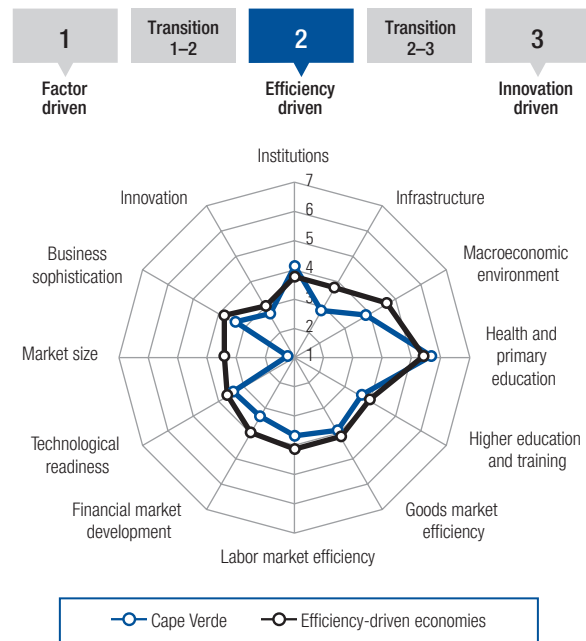 1
Transition
1–2
2
Transition
2–3
3
Factor
driven
Efficiency
driven
Innovation
driven
Institutions
Infrastructure
Macroeconomic
environment
Health and
primary
education
Higher education
and training
Goods market
efficiency
Labor market efficiency
Financial market
development
Technological
readiness
Market size
Business
sophistication
Innovation
7
6
5
4
3
2
1
Cape Verde
Efficiency-driven economies